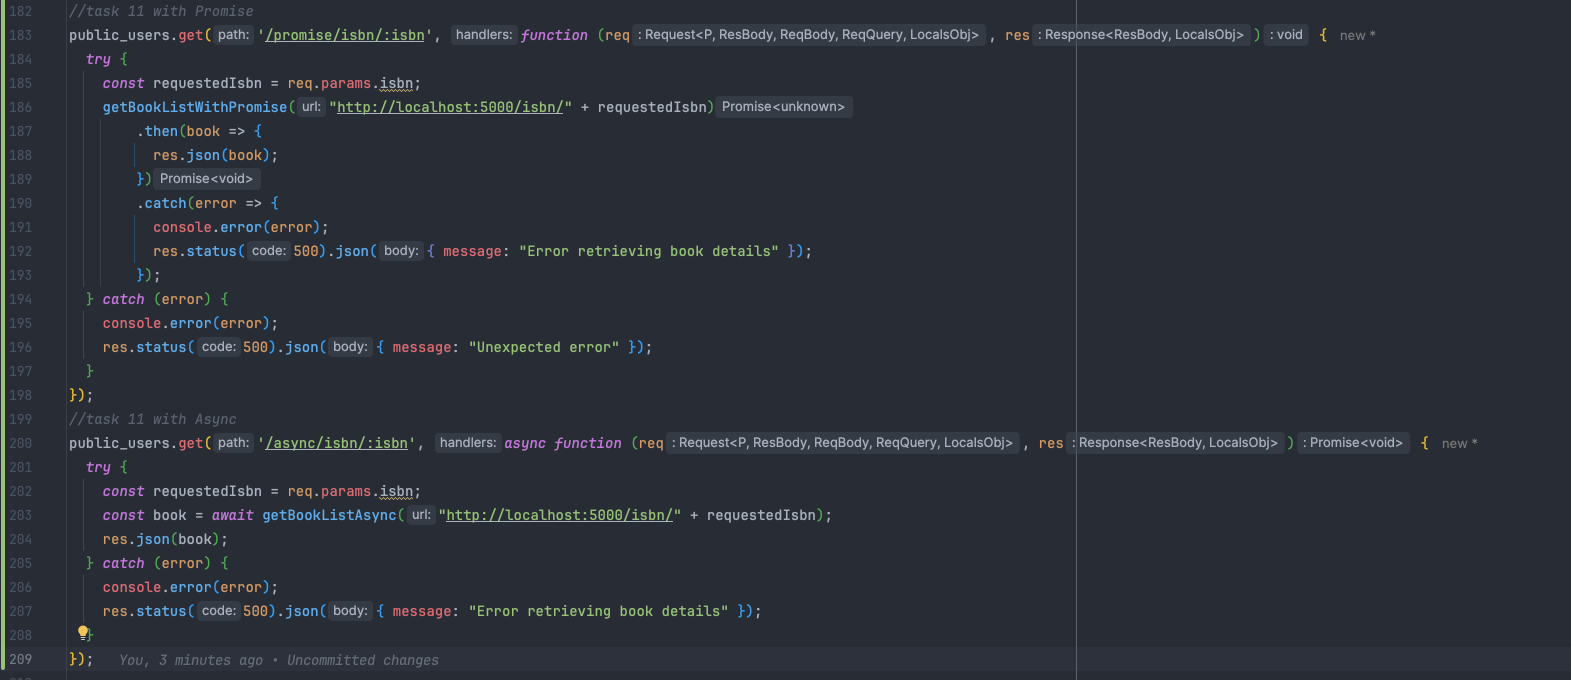 182 //task 11 with Promise
183 public_users.get( path: '/promise/isbn/:isbn', handlers: function (req : Request<P, ResBody, ReqBody, ReqQuery, LocalsObj> , res : Response<ResBody, LocalsObj> ) : void { new *
184 try {
185 const requestedIsbn = req.params.isbn;
186 getBookListWithPromise( url: "http://localhost:5000/isbn/" + requestedIsbn) Promise<unknown>
187 .then(book => {
188 res.json(book);
189 }) Promise<void>
190 .catch(error => {
191 console.error(error);
192 res.status( code: 500).json( body: { message: "Error retrieving book details" });
193 });
194 } catch (error) {
195 console.error(error);
196 res.status( code: 500).json( body: { message: "Unexpected error" });
197 }
198 });
199 //task 11 with Async
200 public_users.get( path: '/async/isbn/:isbn', handlers: async function (req : Request<P, ResBody, ReqBody, ReqQuery, LocalsObj> , res : Response<ResBody, LocalsObj> ) : Promise<void> { new *
201 try {
202 const requestedIsbn = req.params.isbn;
203 const book = await getBookListAsync( url: "http://localhost:5000/isbn/" + requestedIsbn);
204 res.json(book);
205 } catch (error) {
206 console.error(error);
207 res.status( code: 500).json( body: { message: "Error retrieving book details" });
208 }
209 }); You, 3 minutes ago • Uncommitted changes